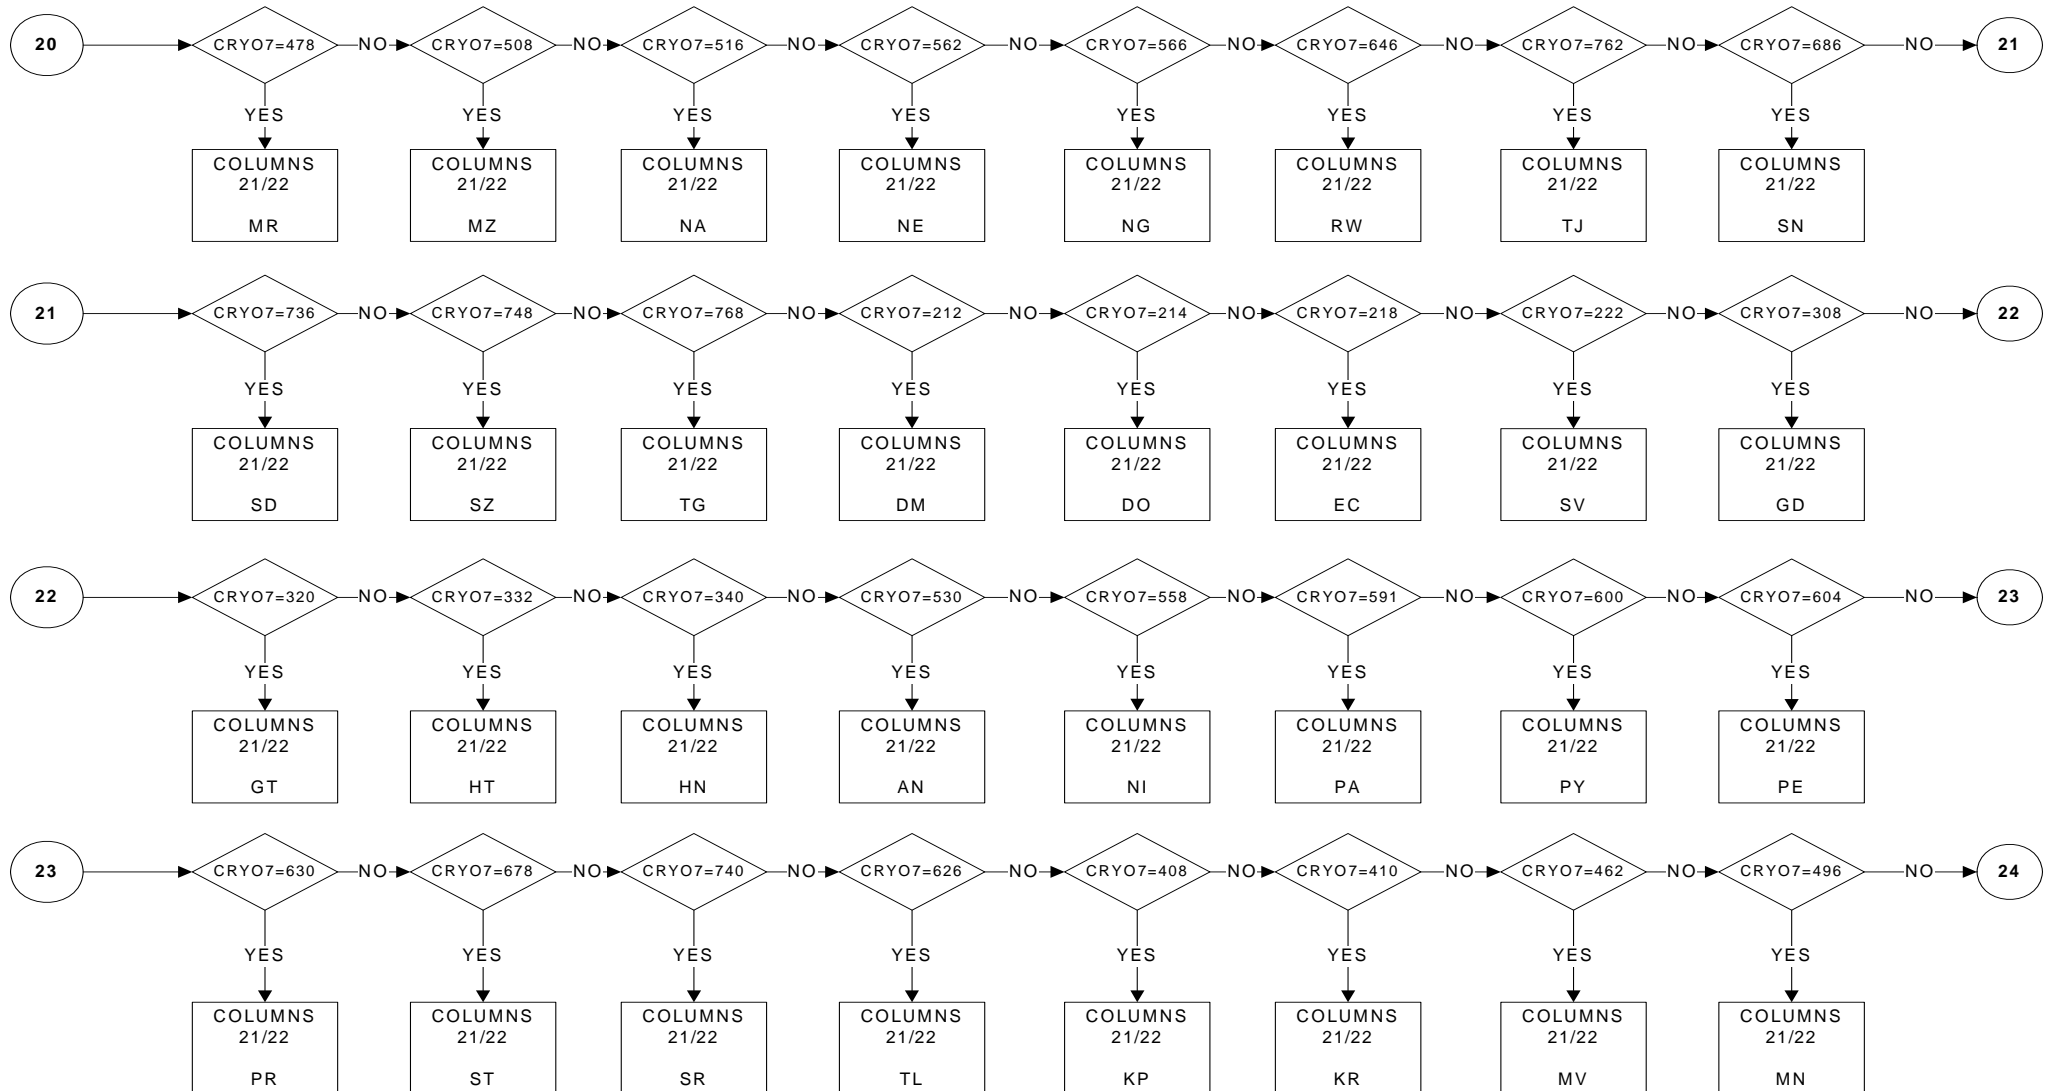 20 CRYO7=478 NO CRYO7=508 NO CRYO7=516 NO CRYO7=562 NO CRYO7=566 NO CRYO7=646 NO CRYO7=762 NO CRYO7=686 NO 21
YES YES YES YES YES YES YES YES
COLUMNS COLUMNS COLUMNS COLUMNS COLUMNS COLUMNS COLUMNS COLUMNS
21/22 21/22 21/22 21/22 21/22 21/22 21/22 21/22
MR MZ NA NE NG RW TJ SN
21 CRYO7=736 NO CRYO7=748 NO CRYO7=768 NO CRYO7=212 NO CRYO7=214 NO CRYO7=218 NO CRYO7=222 NO CRYO7=308 NO 22
YES YES YES YES YES YES YES YES
COLUMNS COLUMNS COLUMNS COLUMNS COLUMNS COLUMNS COLUMNS COLUMNS
21/22 21/22 21/22 21/22 21/22 21/22 21/22 21/22
SD SZ TG DM DO EC SV GD
22 CRYO7=320 NO CRYO7=332 NO CRYO7=340 NO CRYO7=530 NO CRYO7=558 NO CRYO7=591 NO CRYO7=600 NO CRYO7=604 NO 23
YES YES YES YES YES YES YES YES
COLUMNS COLUMNS COLUMNS COLUMNS COLUMNS COLUMNS COLUMNS COLUMNS
21/22 21/22 21/22 21/22 21/22 21/22 21/22 21/22
GT HT HN AN NI PA PY PE
23 CRYO7=630 NO CRYO7=678 NO CRYO7=740 NO CRYO7=626 NO CRYO7=408 NO CRYO7=410 NO CRYO7=462 NO CRYO7=496 NO 24
YES YES YES YES YES YES YES YES
COLUMNS COLUMNS COLUMNS COLUMNS COLUMNS COLUMNS COLUMNS COLUMNS
21/22 21/22 21/22 21/22 21/22 21/22 21/22 21/22
PR ST SR TL KP KR MV MN